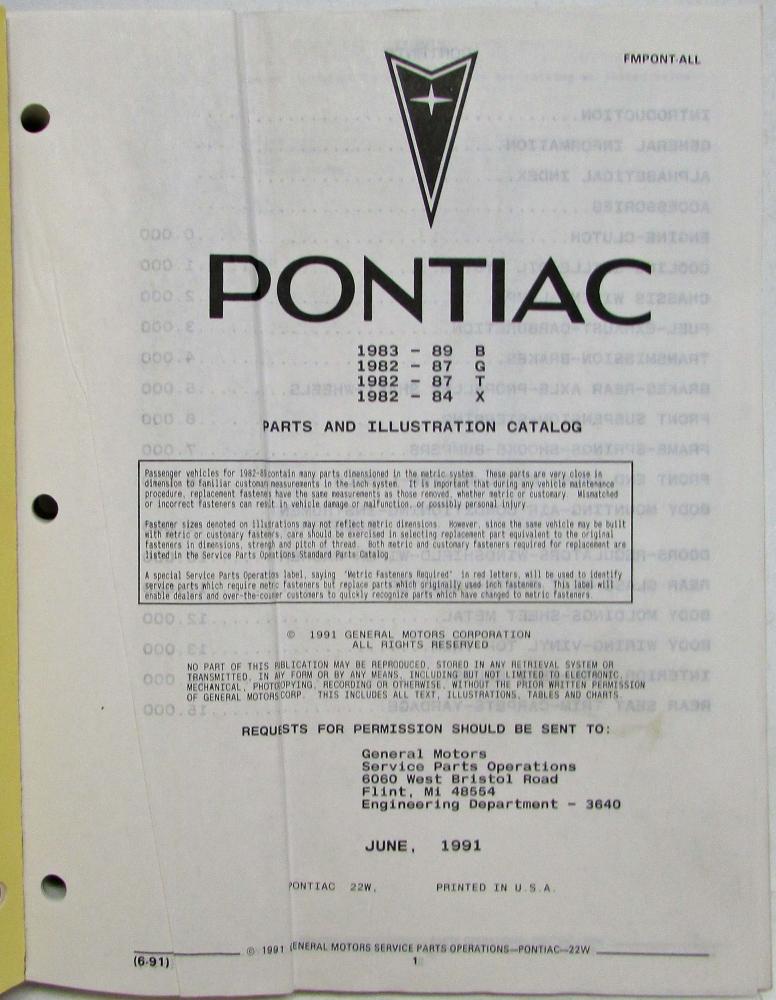 FMPONT-ALL
PONTIAC
1983 - 89 B
1982 - 87 G
1982 - 87 T
1982 - 84 X
PARTS AND ILLUSTRATION CATALOG
Passenger vehicles for 1982-88 contain many parts dimensioned in the metric system. These parts are very close in
dimension to familiar customary measurements in the inch system. It is important that during any vehicle maintenance
procedure, replacement fasteners have the same measurements as those removed, whether metric or customary. Mismatched
or incorrect fasteners can result in vehicle damage or malfunction, or possibly personal injury.
Fastener sizes denoted on illustrations may not reflect metric dimensions. However, since the same vehicle may be built
with metric or customary fasteners, care should be exercised in selecting replacement part equivalent to the original
fasteners in dimensions, strength and pitch of thread. Both metric and customary fasteners required for replacement are
listed in the Service Parts Operations Standard Parts Catalog.
A special Service Parts Operations label, saying "Metric Fasteners Required" in red letters, will be used to identify
service parts which require metric fasteners but replace parts which originally used inch fasteners. This label will
enable dealers and over-the-counter customers to quickly recognize parts which have changed to metric fasteners.
© 1991 GENERAL MOTORS CORPORATION
ALL RIGHTS RESERVED
NO PART OF THIS PUBLICATION MAY BE REPRODUCED, STORED IN ANY RETRIEVAL SYSTEM OR
TRANSMITTED, IN ANY FORM OR BY ANY MEANS, INCLUDING BUT NOT LIMITED TO ELECTRONIC,
MECHANICAL, PHOTOCOPYING, RECORDING OR OTHERWISE, WITHOUT THE PRIOR WRITTEN PERMISSION
OF GENERAL MOTORS CORP. THIS INCLUDES ALL TEXT, ILLUSTRATIONS, TABLES AND CHARTS.
REQUESTS FOR PERMISSION SHOULD BE SENT TO:
General Motors
Service Parts Operations
6060 West Bristol Road
Flint, Mi 48554
Engineering Department - 3640
JUNE, 1991
PONTIAC 22W, PRINTED IN U.S.A.
© 1991 GENERAL MOTORS SERVICE PARTS OPERATIONS—PONTIAC—22W
(6-91) 1